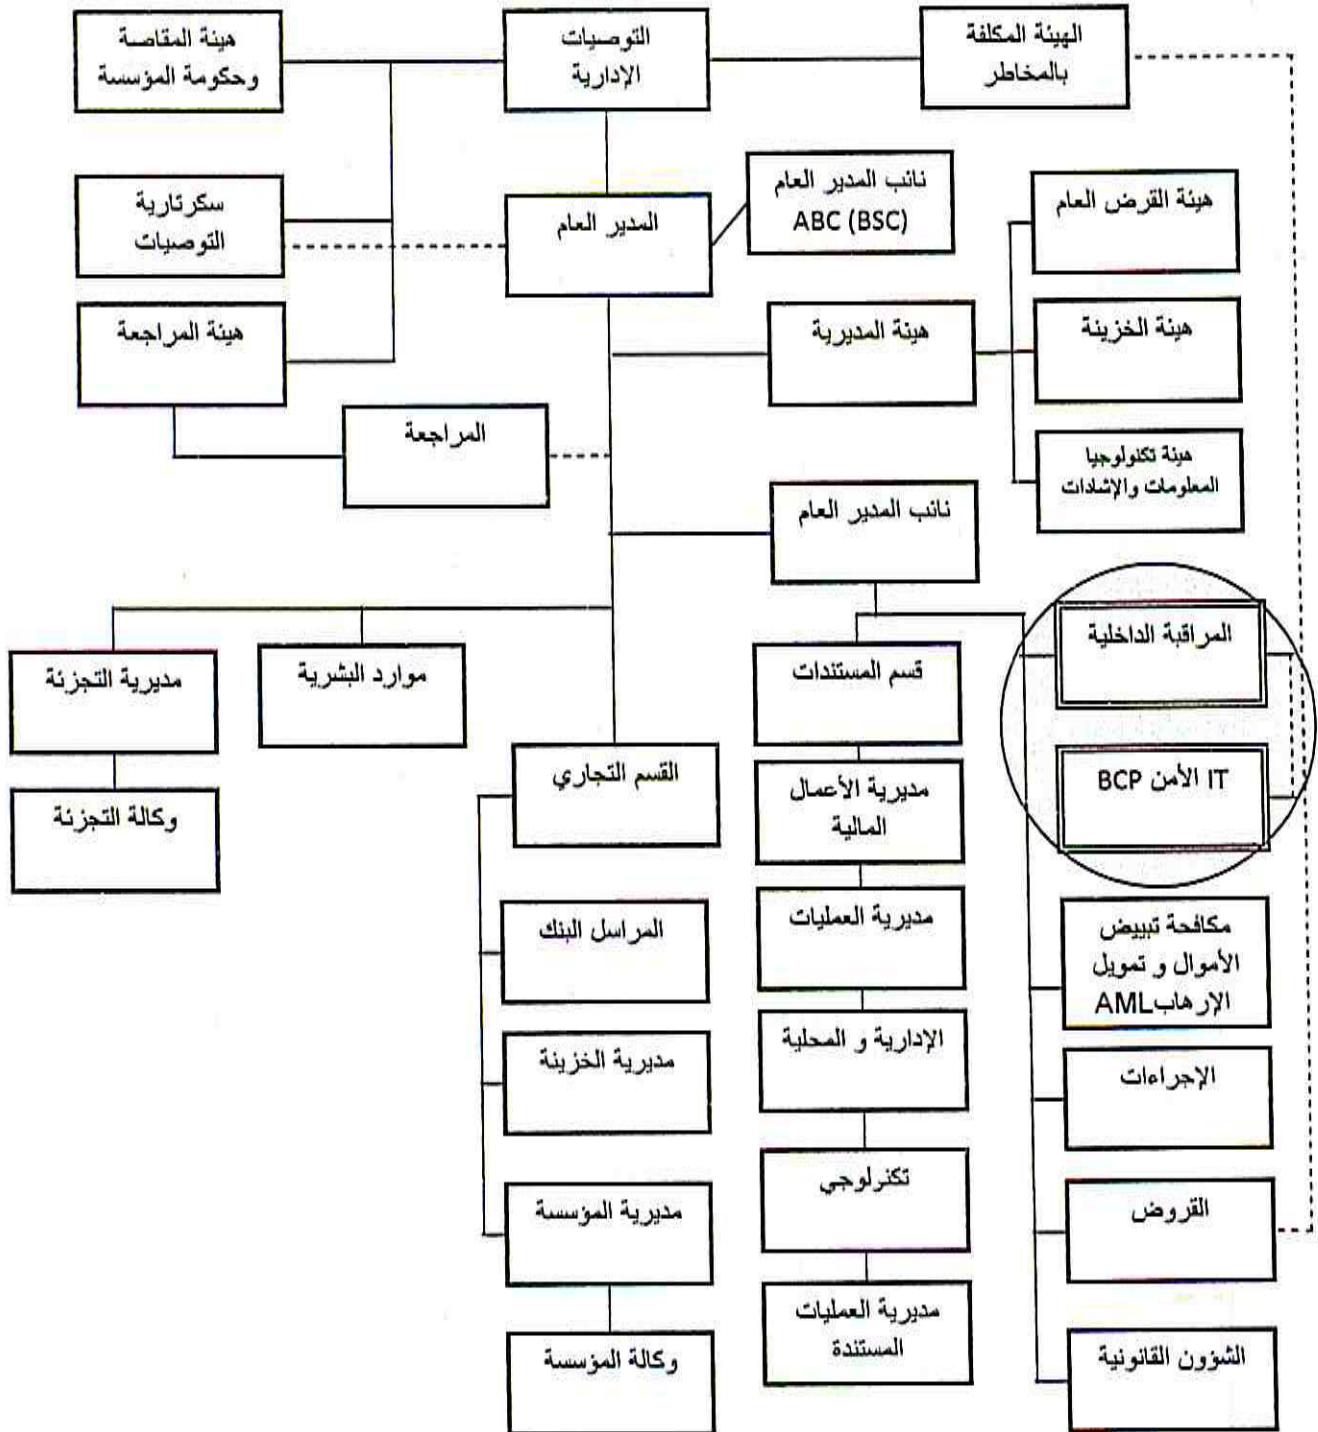 هيئة المقاصة
وحكومة المؤسسة
التوصيات
الإدارية
الهيئة المكلفة
بالمخاطر
سكرتارية
التوصيات
المدير العام
نائب المدير العام
ABC (BSC)
هيئة القرض العام
هيئة المراجعة
هيئة المديرية
هيئة الخزينة
المراجعة
هيئة تكنولوجيا
المعلومات والإشادات
نائب المدير العام
مديرية التجزئة
موارد البشرية
قسم المستندات
المراقبة الداخلية
وكالة التجزئة
القسم التجاري
مديرية الأعمال
المالية
IT الأمن BCP
المراسل البنك
مديرية العمليات
مكافحة تبييض
الأموال و تمويل
الإرهابAML
مديرية الخزينة
الإدارية و المحلية
الإجراءات
مديرية المؤسسة
تكنرلوجي
القروض
وكالة المؤسسة
مديرية العمليات
المستندة
الشؤون القانونية